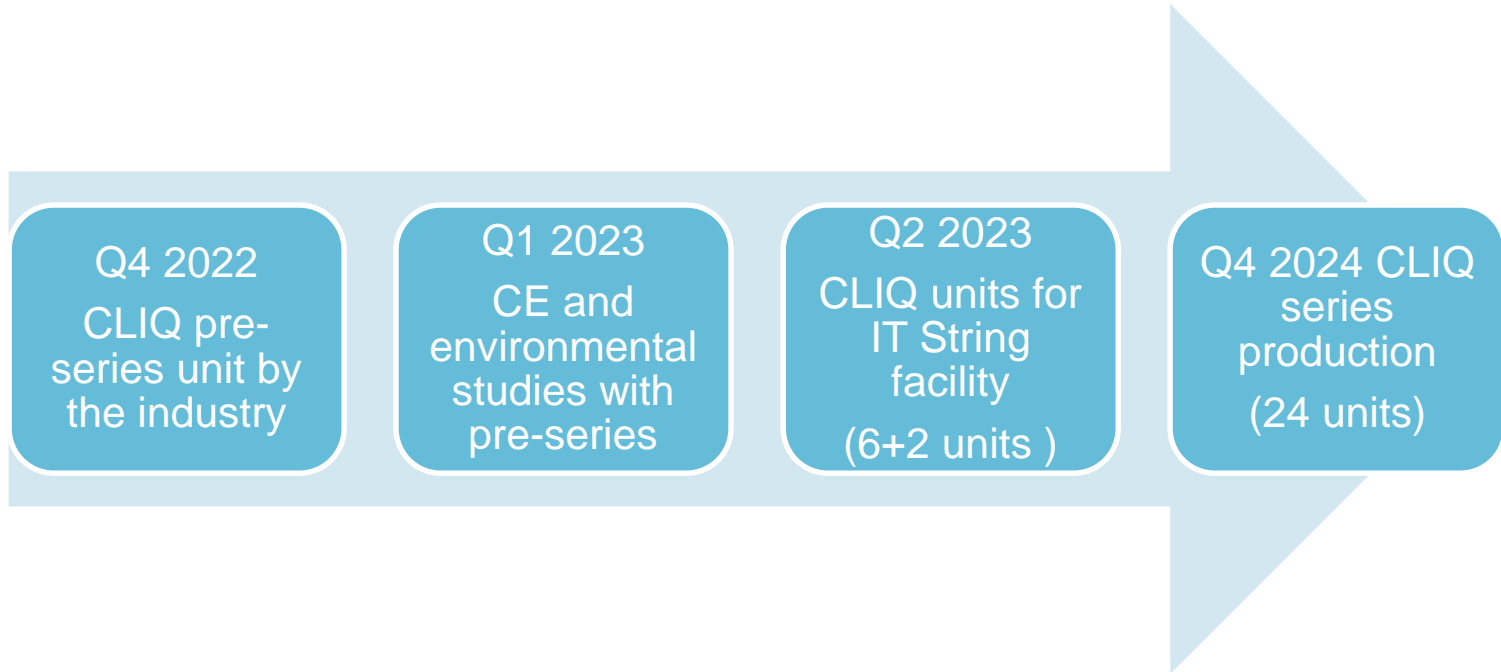 Q4 2022
CLIQ pre-
series unit by
the industry
Q1 2023
CE and
environmental
studies with
pre-series
Q2 2023
CLIQ units for
IT String
facility
(6+2 units )
Q4 2024 CLIQ
series
production
(24 units)